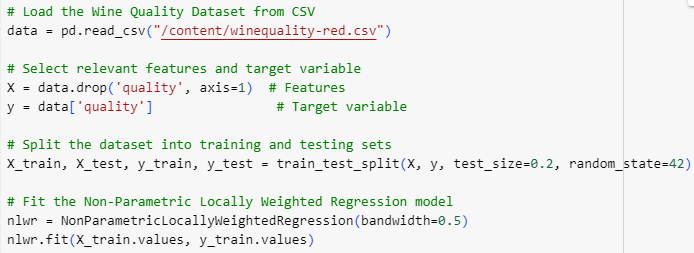 # Load the Wine Quality Dataset from CSV
data = pd.read_csv("/content/winequality-red.csv")
# Select relevant features and target variable
X = data.drop('quality', axis=1)  # Features
y = data['quality']               # Target variable
# Split the dataset into training and testing sets
X_train, X_test, y_train, y_test = train_test_split(X, y, test_size=0.2, random_state=42)
# Fit the Non-Parametric Locally Weighted Regression model
nlwr = NonParametricLocallyWeightedRegression(bandwidth=0.5)
nlwr.fit(X_train.values, y_train.values)